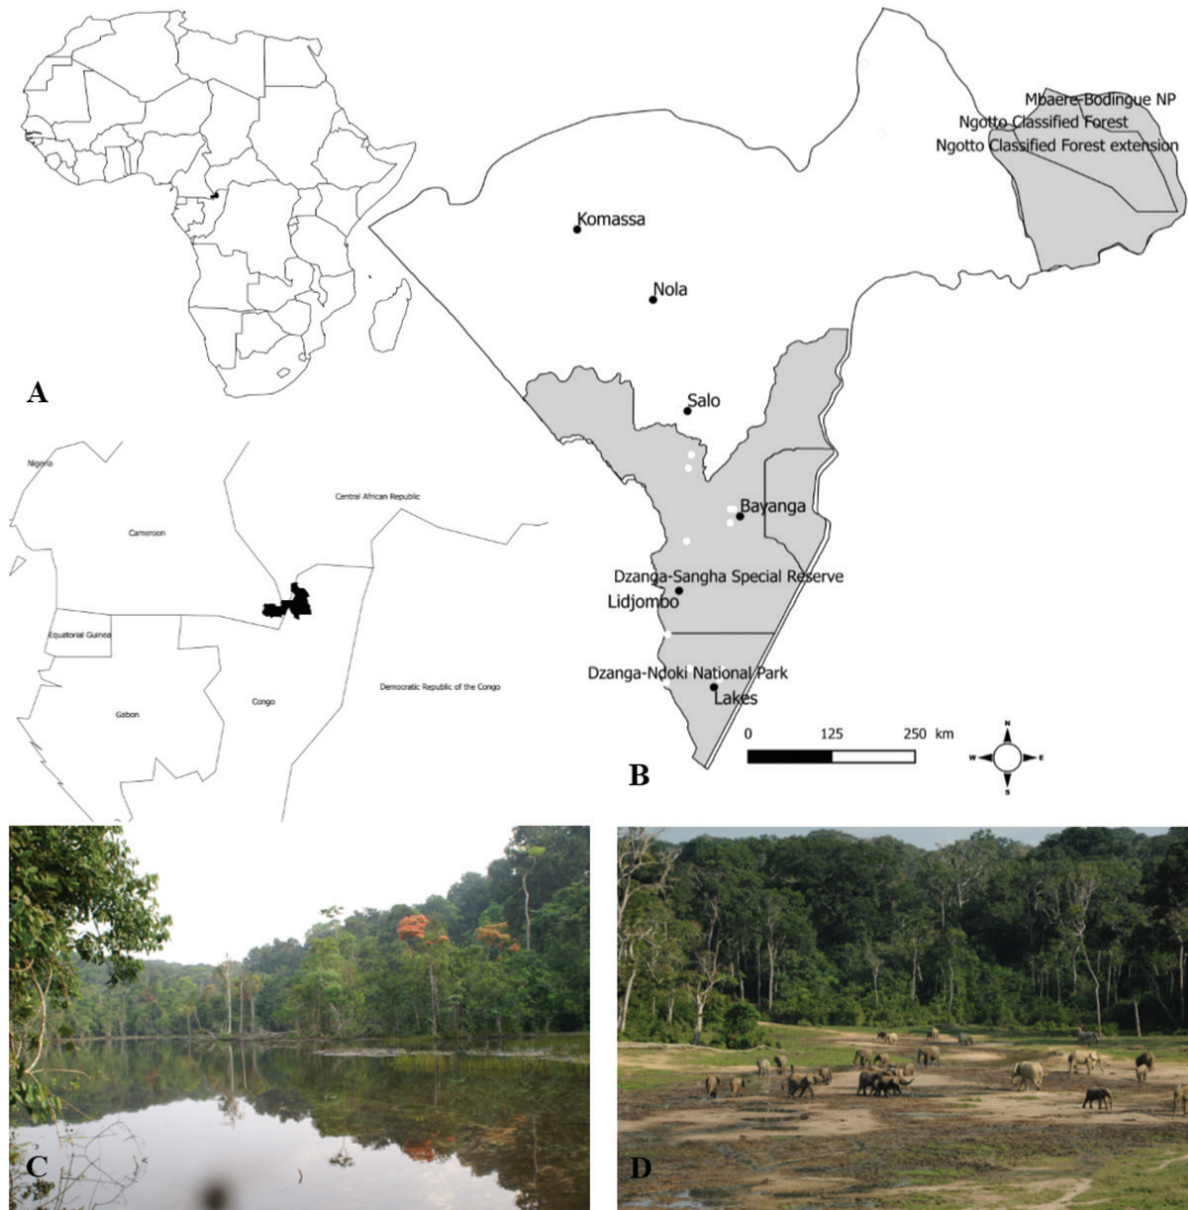 Mbaere-Bodingue NP
Ngotto Classified Forest
Ngotto Classified Forest extension
Komassa
Nola
A
Salo
Nigeria
Central African Republic
Cameroon
Bayanga
Dzanga-Sangha Special Reserve
Lidjombo
Equatorial Guinea
Dzanga-Ndoki National Park
Lakes
Democratic Republic of the Congo
Gabon
Congo
0 125 250 km
N
W E
S
B
C
D